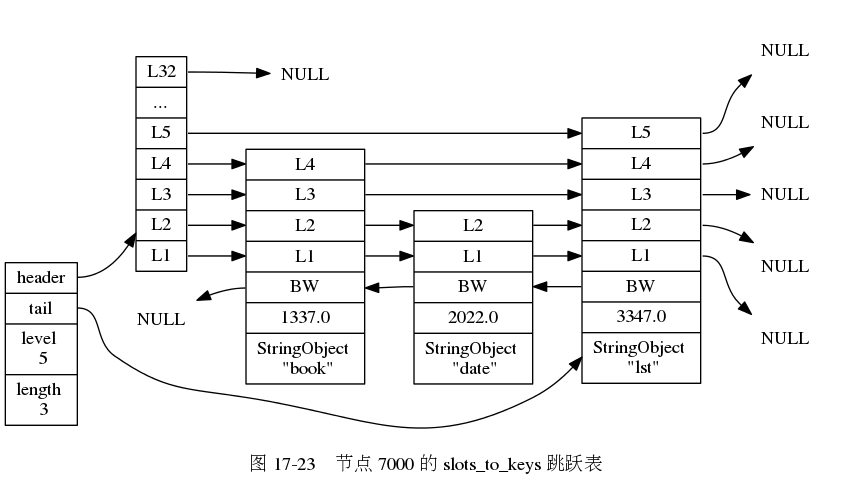 header
tail
level
5
length
3
L32
...
L5
L4
L3
L2
L1
NULL
NULL
L4
L3
L2
L1
BW
1337.0
StringObject
"book"
L2
L1
BW
2022.0
StringObject
"date"
L5
L4
L3
L2
L1
BW
3347.0
StringObject
"lst"
NULL
NULL
NULL
NULL
NULL
图 17-23 节点 7000 的 slots_to_keys 跳跃表